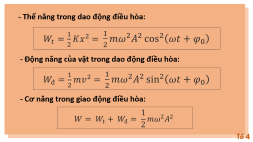 - Thế năng trong dao động điều hòa:
W_t = 1/2 Kx² = 1/2 mω²A² cos²(ωt + φ₀)
- Động năng của vật trong dao động điều hòa:
W_d = 1/2 mv² = 1/2 mω²A² sin²(ωt + φ₀)
- Cơ năng trong giao động điều hòa:
W = W_t + W_d = 1/2 mω²A²
Tổ 4